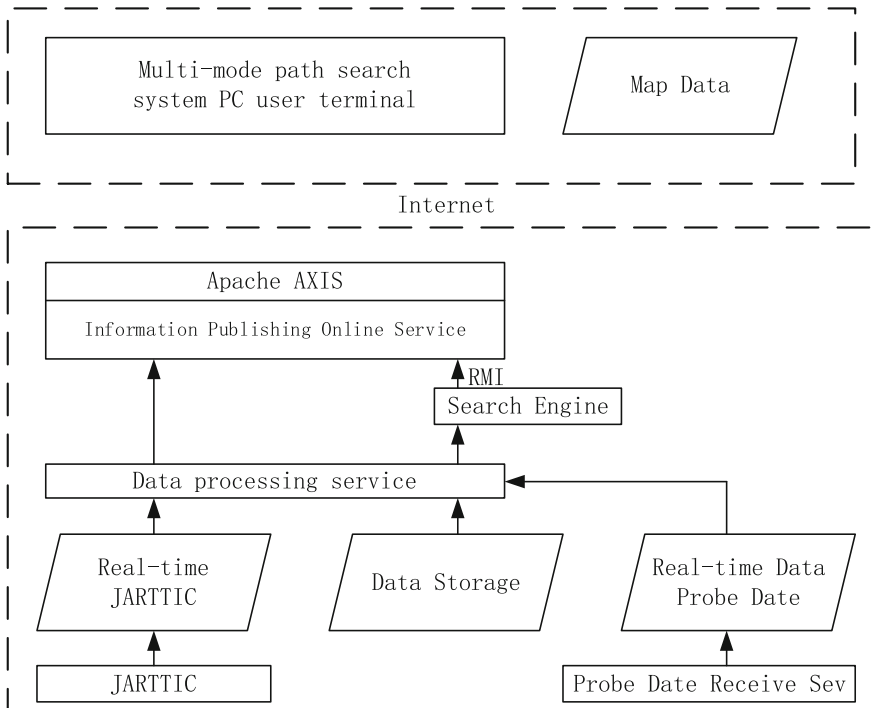 Multi-mode path search
system PC user terminal
Map Data
Internet
Apache AXIS
Information Publishing Online Service
RMI
Search Engine
Data processing service
Real-time
JARTTIC
Data Storage
Real-time Data
Probe Date
JARTTIC
Probe Date Receive Sev